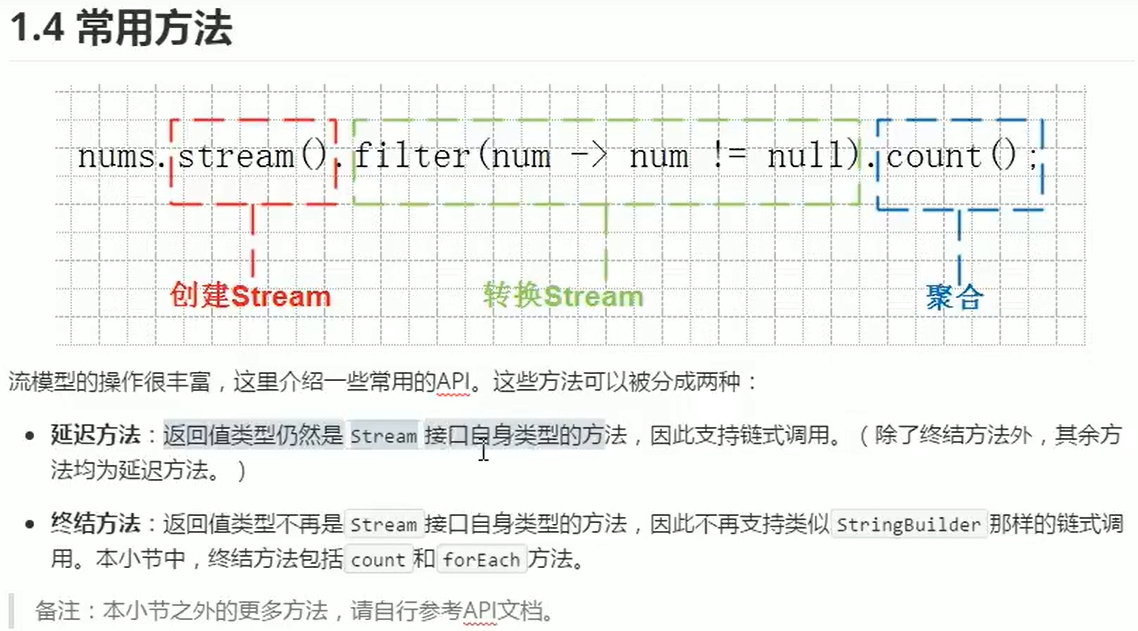 1.4 常用方法
nums.stream().filter(num -> num != null).count();
创建Stream 转换Stream 聚合
流模型的操作很丰富，这里介绍一些常用的API。这些方法可以被分成两种：
• 延迟方法：返回值类型仍然是 Stream 接口自身类型的方法，因此支持链式调用。（除了终结方法外，其余方
法均为延迟方法。）
• 终结方法：返回值类型不再是 Stream 接口自身类型的方法，因此不再支持类似 StringBuilder 那样的链式调
用。本小节中，终结方法包括 count 和 forEach 方法。
备注：本小节之外的更多方法，请自行参考API文档。